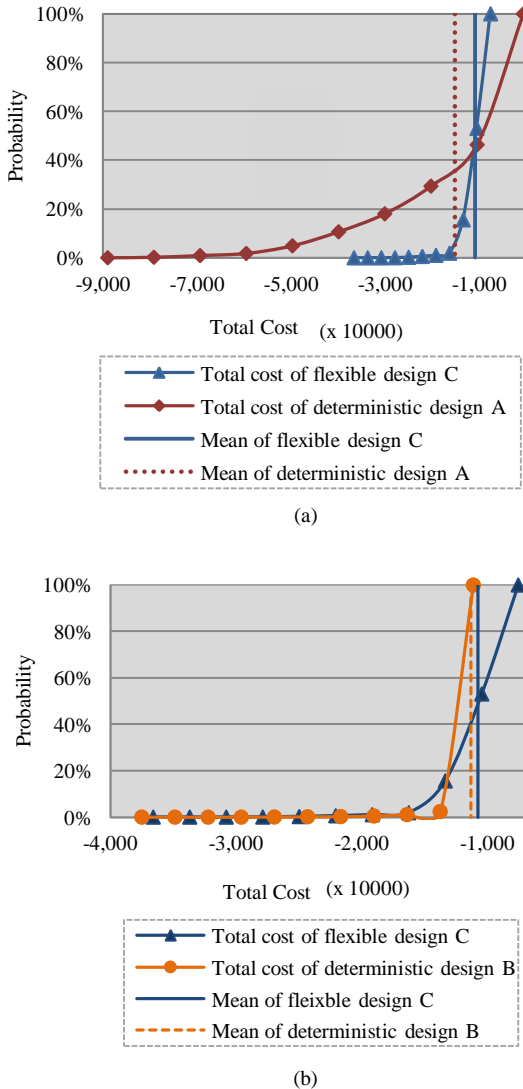 100%
80%
60%
40%
20%
0%
Probability
-9,000 -7,000 -5,000 -3,000 -1,000
Total Cost (x 10000)
Total cost of flexible design C
Total cost of deterministic design A
Mean of flexible design C
Mean of deterministic design A
(a)
100%
80%
60%
40%
20%
0%
Probability
-4,000 -3,000 -2,000 -1,000
Total Cost (x 10000)
Total cost of flexible design C
Total cost of deterministic design B
Mean of fleixble design C
Mean of deterministic design B
(b)